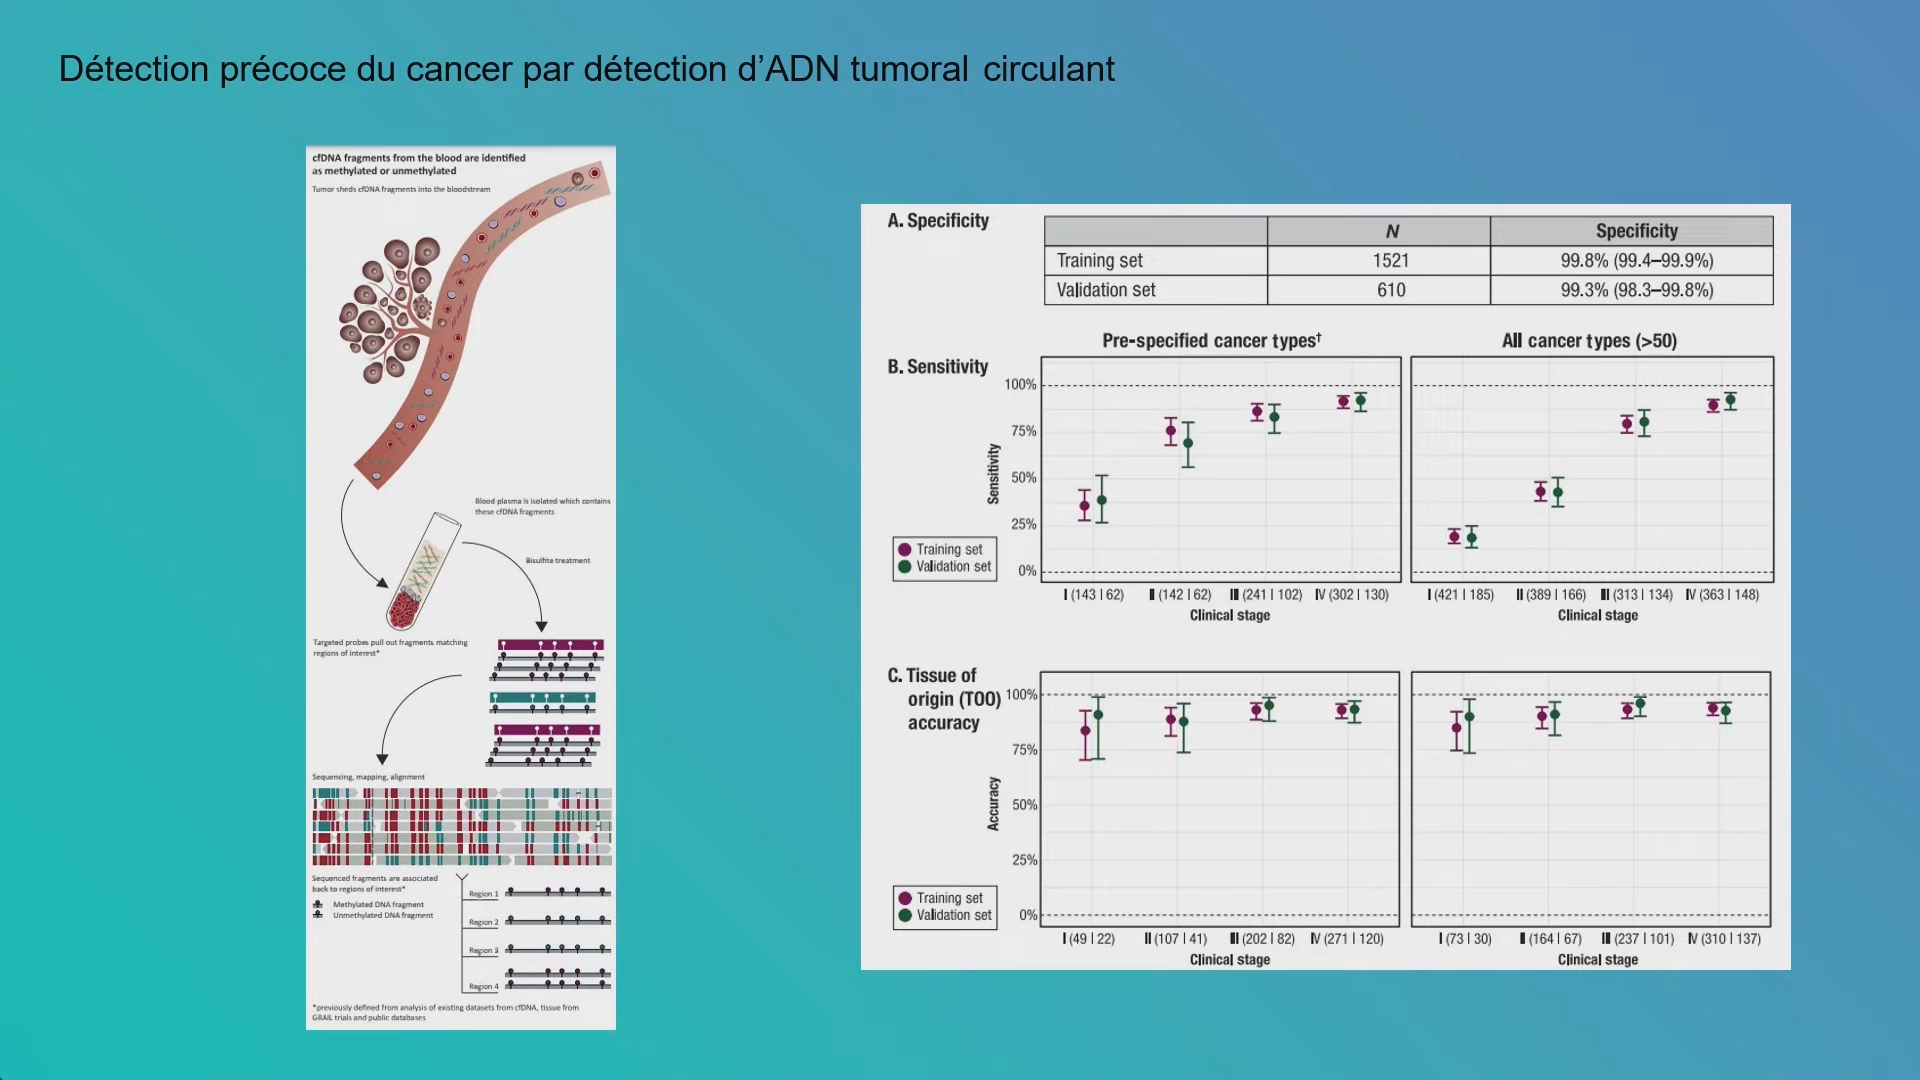 Détection précoce du cancer par détection d’ADN tumoral circulant
cfDNA fragments from the blood are identified
as methylated or unmethylated
Tumor sheds cfDNA fragments into the bloodstream
Blood plasma is isolated which contains
these cfDNA fragments
Bisulfite treatment
Targeted probes pull out fragments matching
regions of interest*
Sequencing, mapping, alignment
Sequenced fragments are associated
back to regions of interest*
Methylated DNA fragment
Unmethylated DNA fragment
Region 1
Region 2
Region 3
Region 4
*previously defined from analysis of existing datasets from cfDNA, tissue from
GRAIL trials and public databases
A. Specificity
N Specificity
Training set 1521 99.8% (99.4–99.9%)
Validation set 610 99.3% (98.3–99.8%)
Pre-specified cancer types† All cancer types (>50)
B. Sensitivity
100%
75%
50%
25%
0%
Sensitivity
Training set
Validation set
I (143 | 62) II (142 | 62) III (241 | 102) IV (302 | 130) I (421 | 185) II (389 | 166) III (313 | 134) IV (363 | 148)
Clinical stage Clinical stage
C. Tissue of
origin (TOO)
accuracy
100%
75%
50%
25%
0%
Accuracy
Training set
Validation set
I (49 | 22) II (107 | 41) III (202 | 82) IV (271 | 120) I (73 | 30) II (164 | 67) III (237 | 101) IV (310 | 137)
Clinical stage Clinical stage